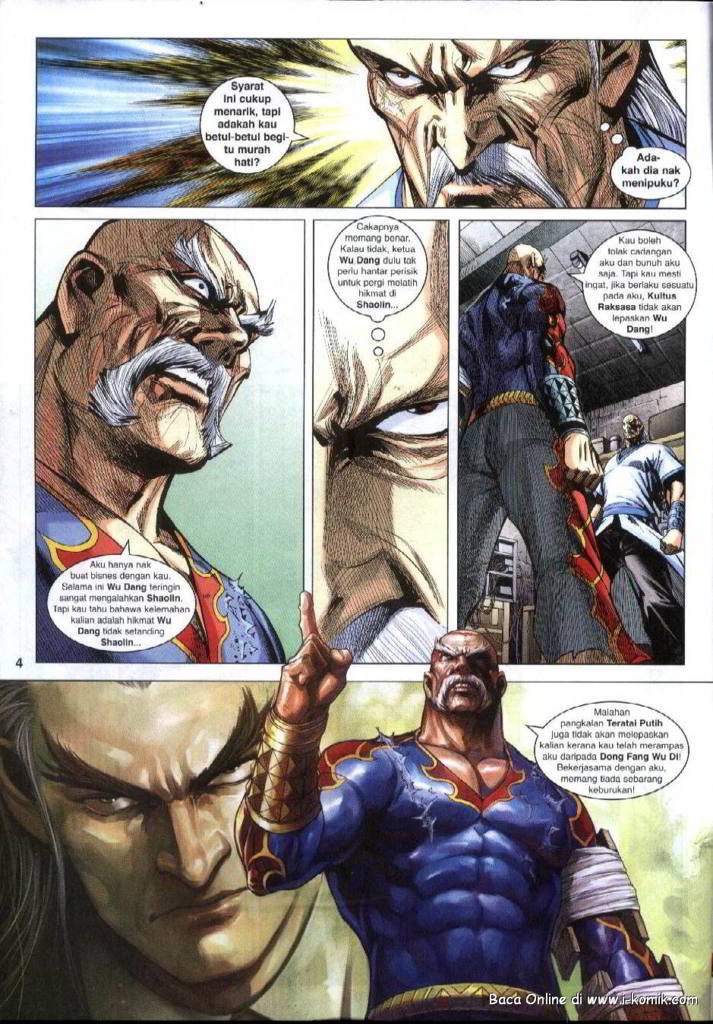 Syarat
ini cukup
menarik, tapi
adakah kau
betul-betul begi-
tu murah
hati?
Ada-
kah dia nak
menipuku?
Aku hanya nak
buat bisnes dengan kau.
Selama ini Wu Dang teringin
sangat mengalahkan Shaolin.
Tapi kau tahu bahawa kelemahan
kalian adalah hikmat Wu
Dang tidak setanding
Shaolin...
Cakapnya
memang benar.
Kalau tidak, ketua
Wu Dang dulu tak
perlu hantar perisik
untuk pergi melatih
hikmat di
Shaolin...
Kau boleh
tolak cadangan
aku dan bunuh aku
saja. Tapi kau mesti
ingat, jika berlaku sesuatu
pada aku, Kultus
Raksasa tidak akan
lepaskan Wu
Dang!
4
Malahan
pangkalan Teratai Putih
juga tidak akan melepaskan
kalian kerana kau telah merampas
aku daripada Dong Fang Wu Di!
Bekerjasama dengan aku,
memang tiada sebarang
keburukan!
Baca Online di www.i-komik.com